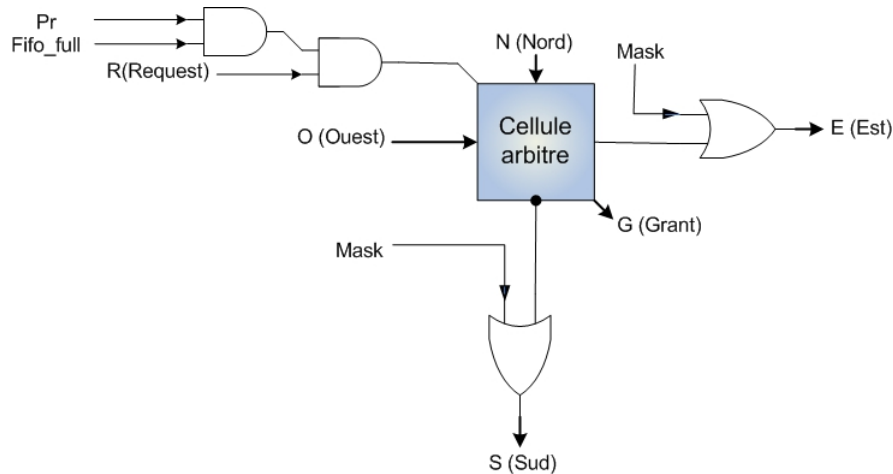 Pr
Fifo_full
R(Request)
N (Nord)
Mask
O (Ouest)
Cellule
arbitre
E (Est)
G (Grant)
Mask
S (Sud)